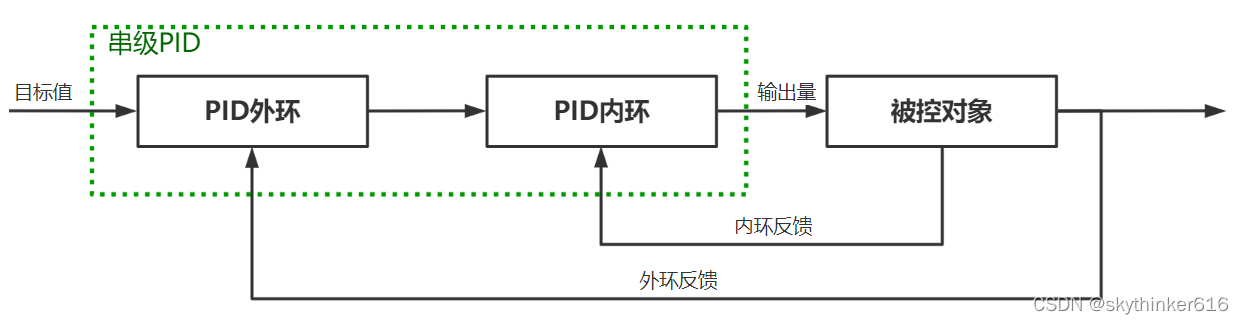 串级PID
目标值
PID外环
PID内环
输出量
被控对象
内环反馈
外环反馈
CSDN @skythinker616